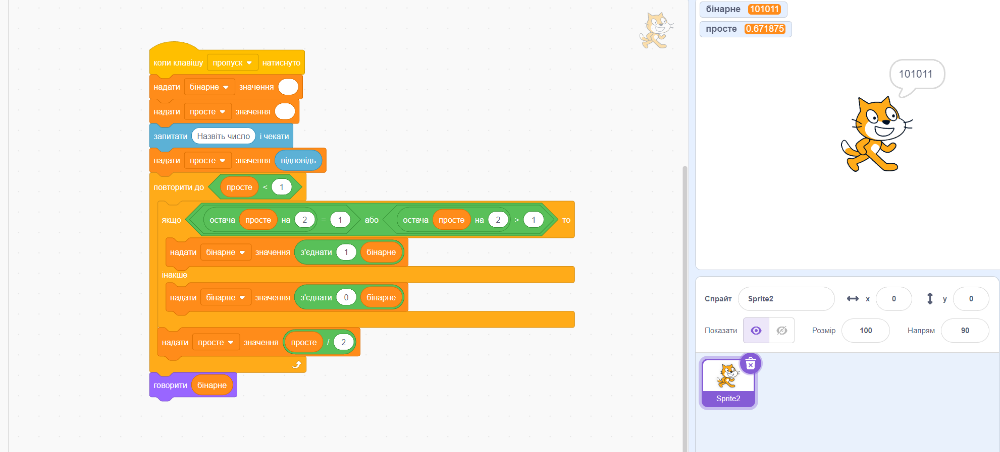 коли клавішу пропуск натиснуто
надати бінарне значення
надати просте значення
запитати Назвіть число і чекати
надати просте значення відповідь
повторити до просте < 1
якщо остача просте на 2 = 1 або остача просте на 2 > 1 то
надати бінарне значення з'єднати 1 бінарне
інакше
надати бінарне значення з'єднати 0 бінарне
надати просте значення просте / 2
говорити бінарне
бінарне 101011
просте 0.671875
101011
Спрайт Sprite2 x 0 y 0
Показати Розмір 100 Напрям 90
Sprite2